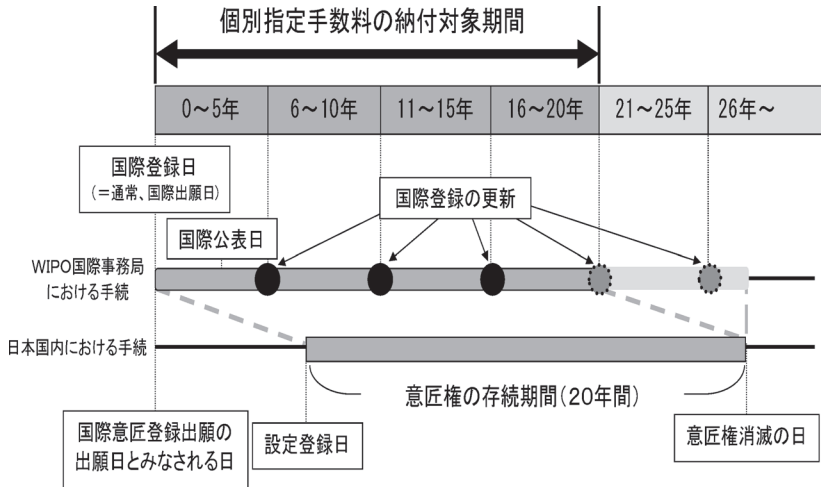 個別指定手数料の納付対象期間
0～5年
6～10年
11～15年
16～20年
21～25年
26年～
国際登録日
(＝通常、国際出願日)
国際登録の更新
国際公表日
WIPO国際事務局
における手続
日本国内における手続
意匠権の存続期間(20年間)
国際意匠登録出願の
出願日とみなされる日
設定登録日
意匠権消滅の日